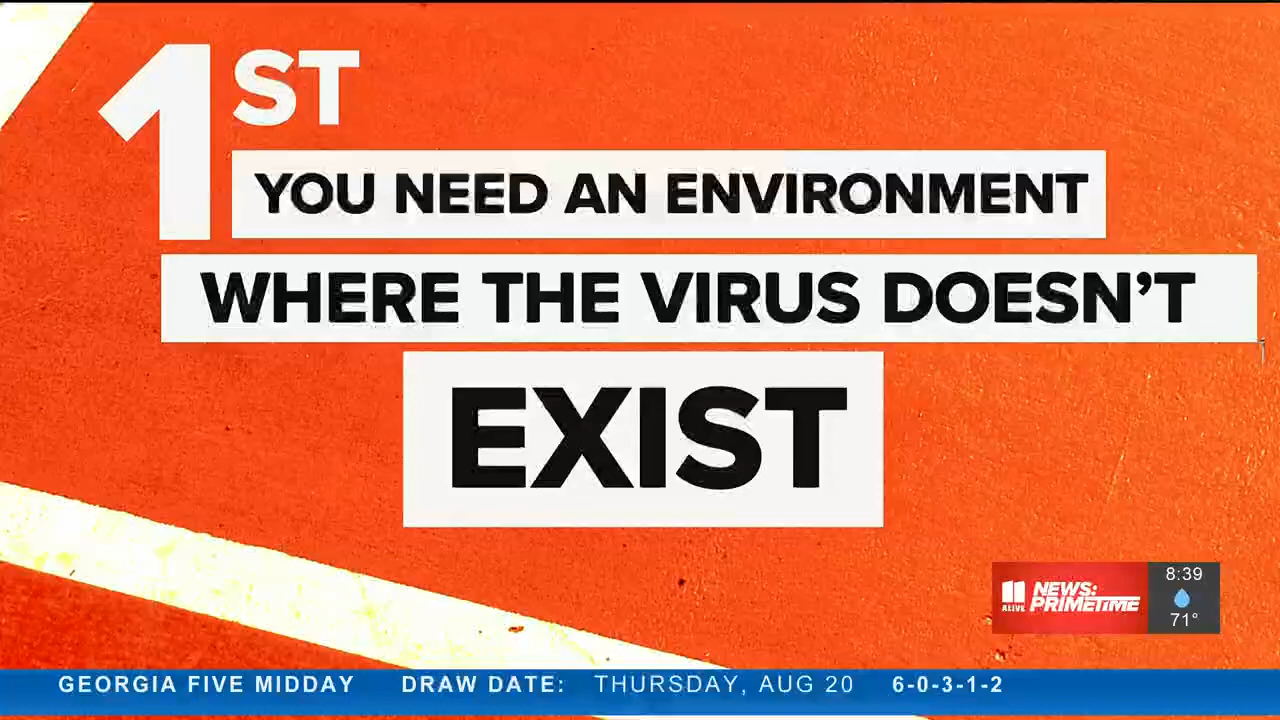 1ST
YOU NEED AN ENVIRONMENT
WHERE THE VIRUS DOESN'T
EXIST
11 ALIVE
NEWS:
PRIMETIME
8:39
71°
GEORGIA FIVE MIDDAY DRAW DATE: THURSDAY, AUG 20 6-0-3-1-2